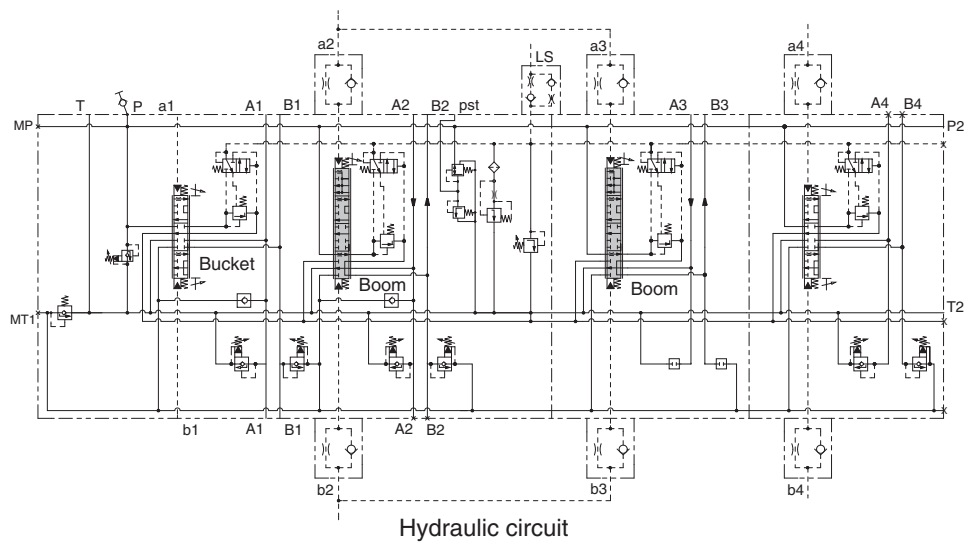 a2 LS a3 a4
T P a1 A1 B1 A2 B2 pst A3 B3 A4 B4
MP P2
Bucket
Boom Boom
MT1 T2
b1 A1 B1 A2 B2
b2 b3 b4
Hydraulic circuit